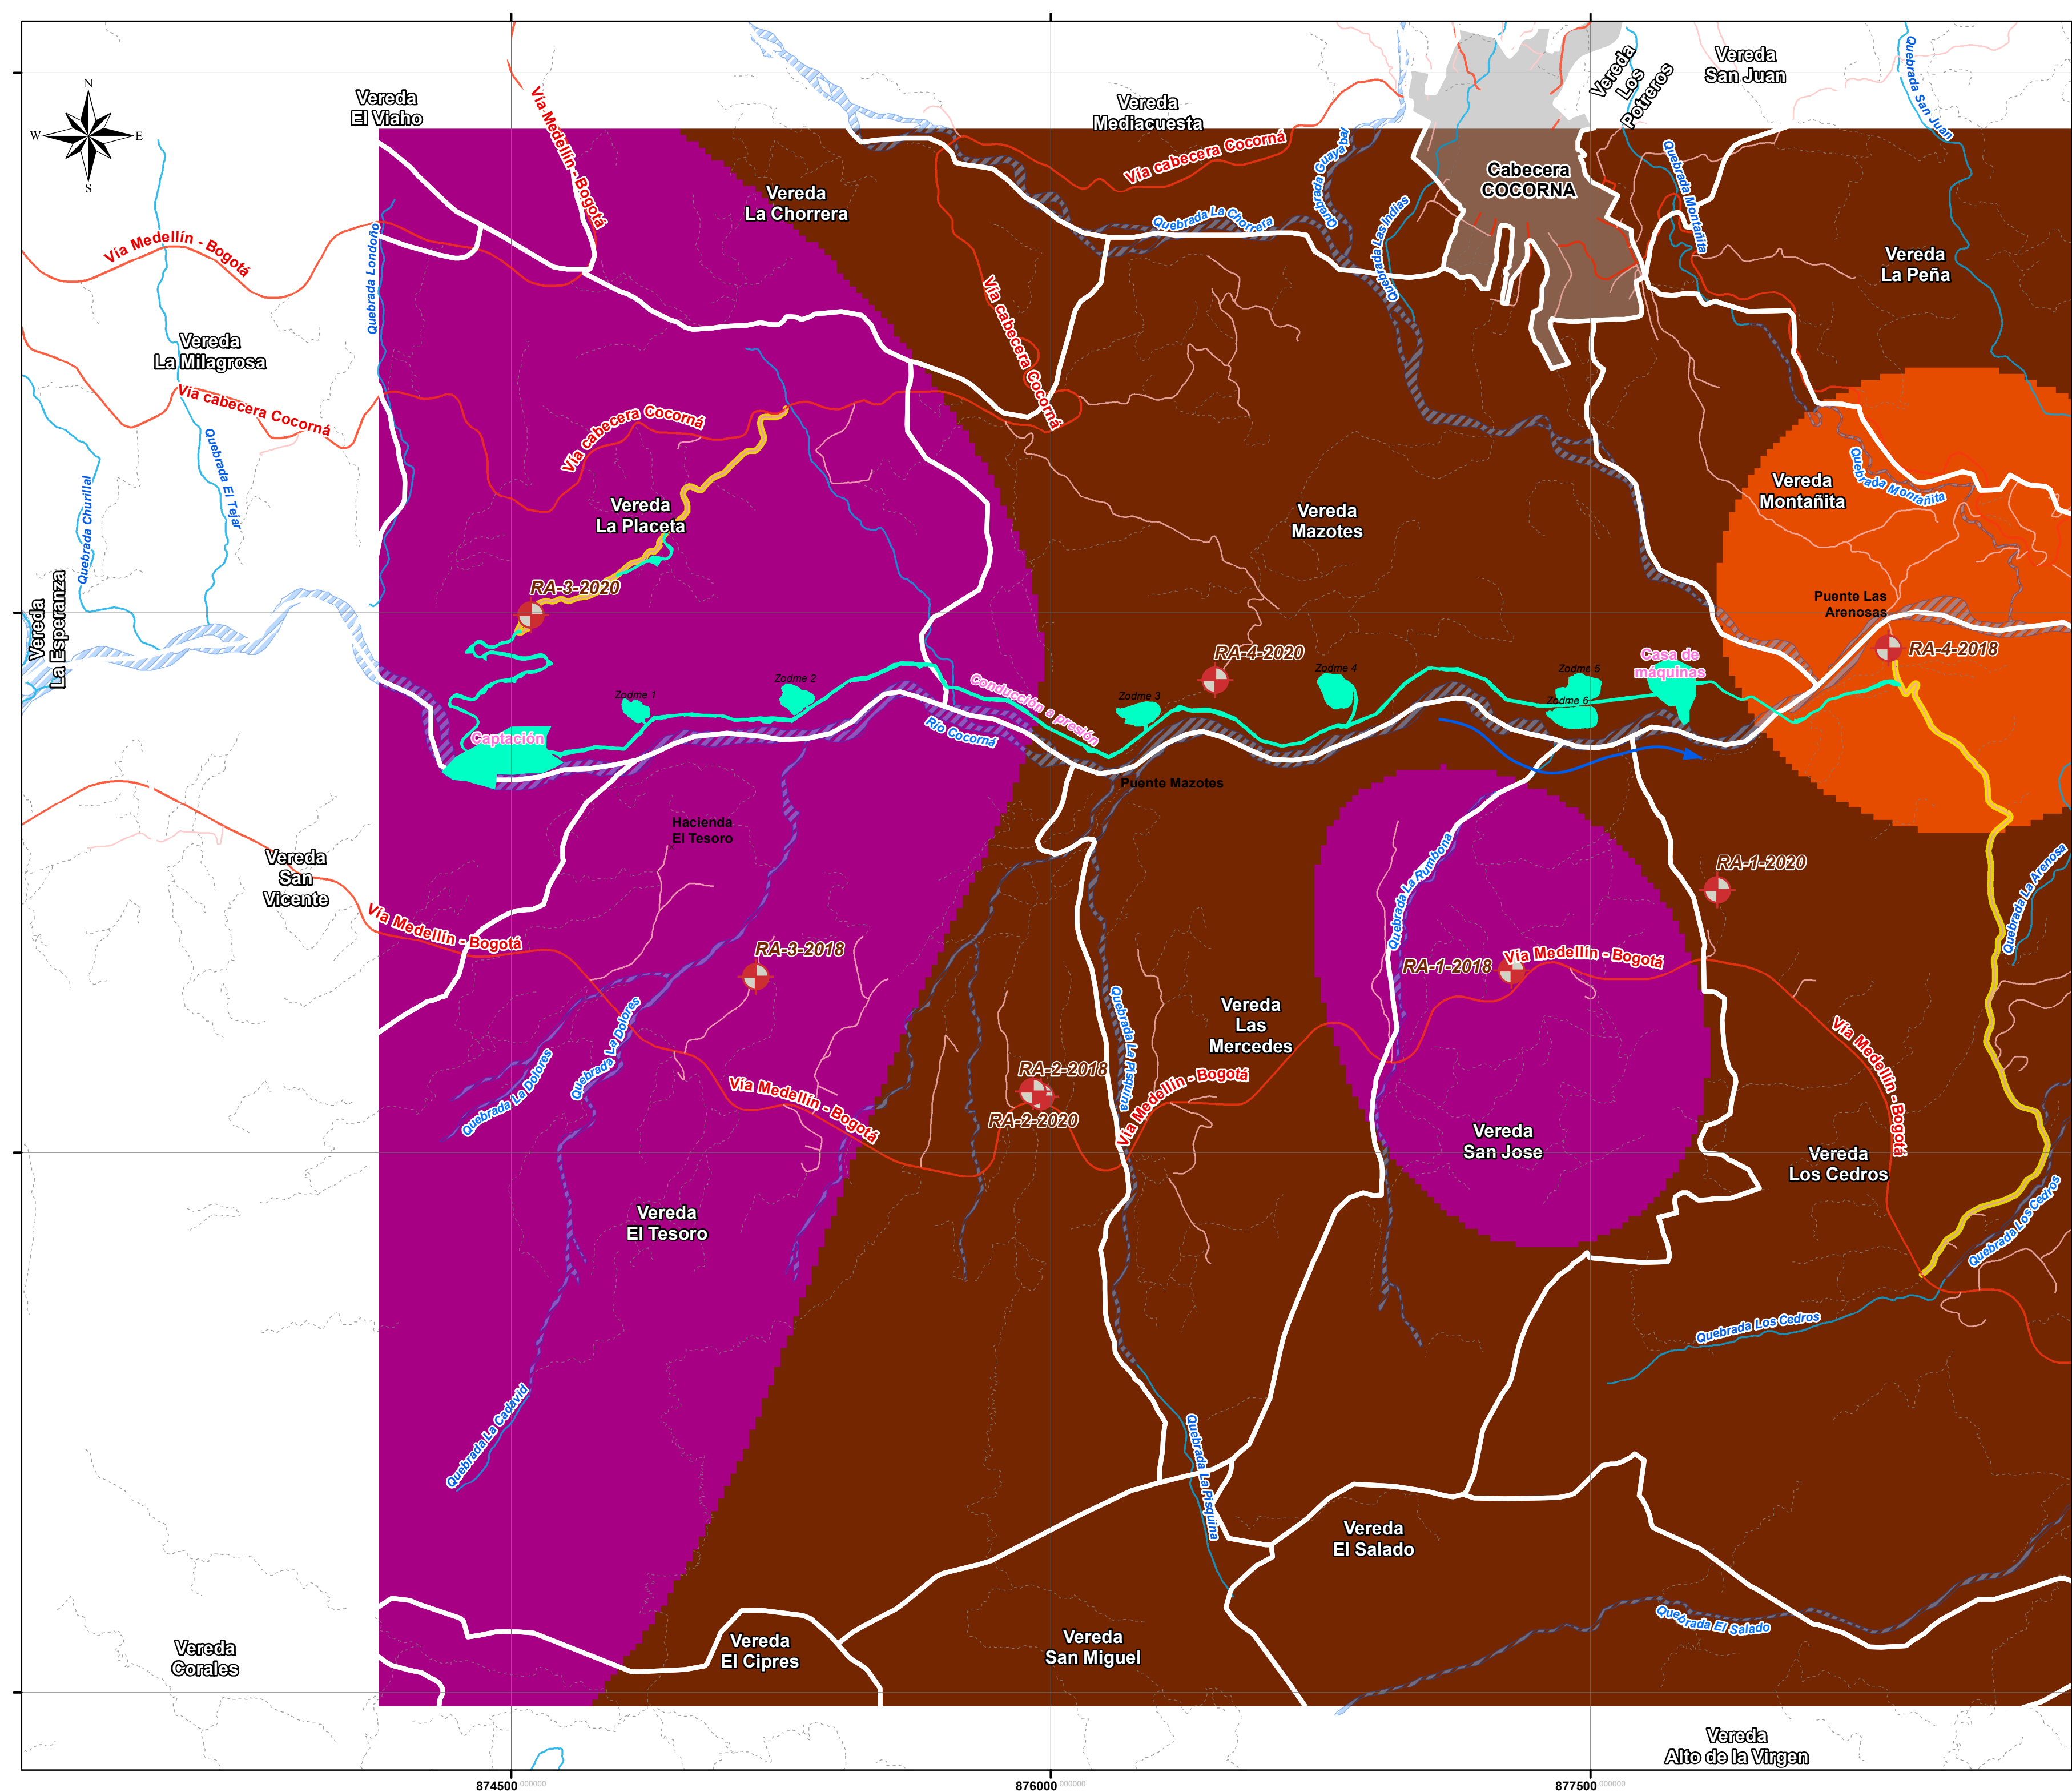 N
W
E
S
Vereda
El Viaho
Vía Medellín - Bogotá
Vereda
Mediacuesta
Vía cabecera Cocorná
Vereda
Los
Potreros
Vereda
San Juan
Quebrada San Juan
Vereda
La Chorrera
Quebrada La Chorrera
Quebrada Guayabal
Quebrada Las Indias
Cabecera
COCORNA
Quebrada Montañita
Vereda
La Peña
Vía Medellín - Bogotá
Quebrada Londoño
Vía cabecera Cocorná
Vereda
La Milagrosa
Vía cabecera Cocorná
Vía cabecera Cocorná
Quebrada El Tejar
Quebrada Churillal
Vereda
La Placeta
Vereda
Mazotes
Vereda
Montañita
Quebrada Montañita
Vereda
La Esperanza
RA-3-2020
Puente Las
Arenosas
RA-4-2020
RA-4-2018
Casa de
máquinas
Zodme 1
Zodme 2
Zodme 3
Zodme 4
Zodme 5
Zodme 6
Conducción a presión
Captación
Río Cocorná
Puente Mazotes
Hacienda
El Tesoro
Vereda
San
Vicente
Vía Medellín - Bogotá
Quebrada La Rumbona
RA-1-2020
Quebrada La Arenosa
RA-3-2018
RA-1-2018
Vía Medellín - Bogotá
Quebrada La Dolores
Quebrada La Dolores
Quebrada La Pisquina
Vereda
Las
Mercedes
Vía Medellín - Bogotá
RA-2-2018
RA-2-2020
Vía Medellín - Bogotá
Vía Medellín - Bogotá
Vereda
San Jose
Vereda
Los Cedros
Vereda
El Tesoro
Quebrada Los Cedros
Quebrada Los Cedros
Quebrada La Cadavid
Quebrada La Pisquina
Vereda
El Salado
Quebrada El Salado
Vereda
Corales
Vereda
El Cipres
Vereda
San Miguel
Vereda
Alto de la Virgen
874500.000000
876000.000000
877500.000000